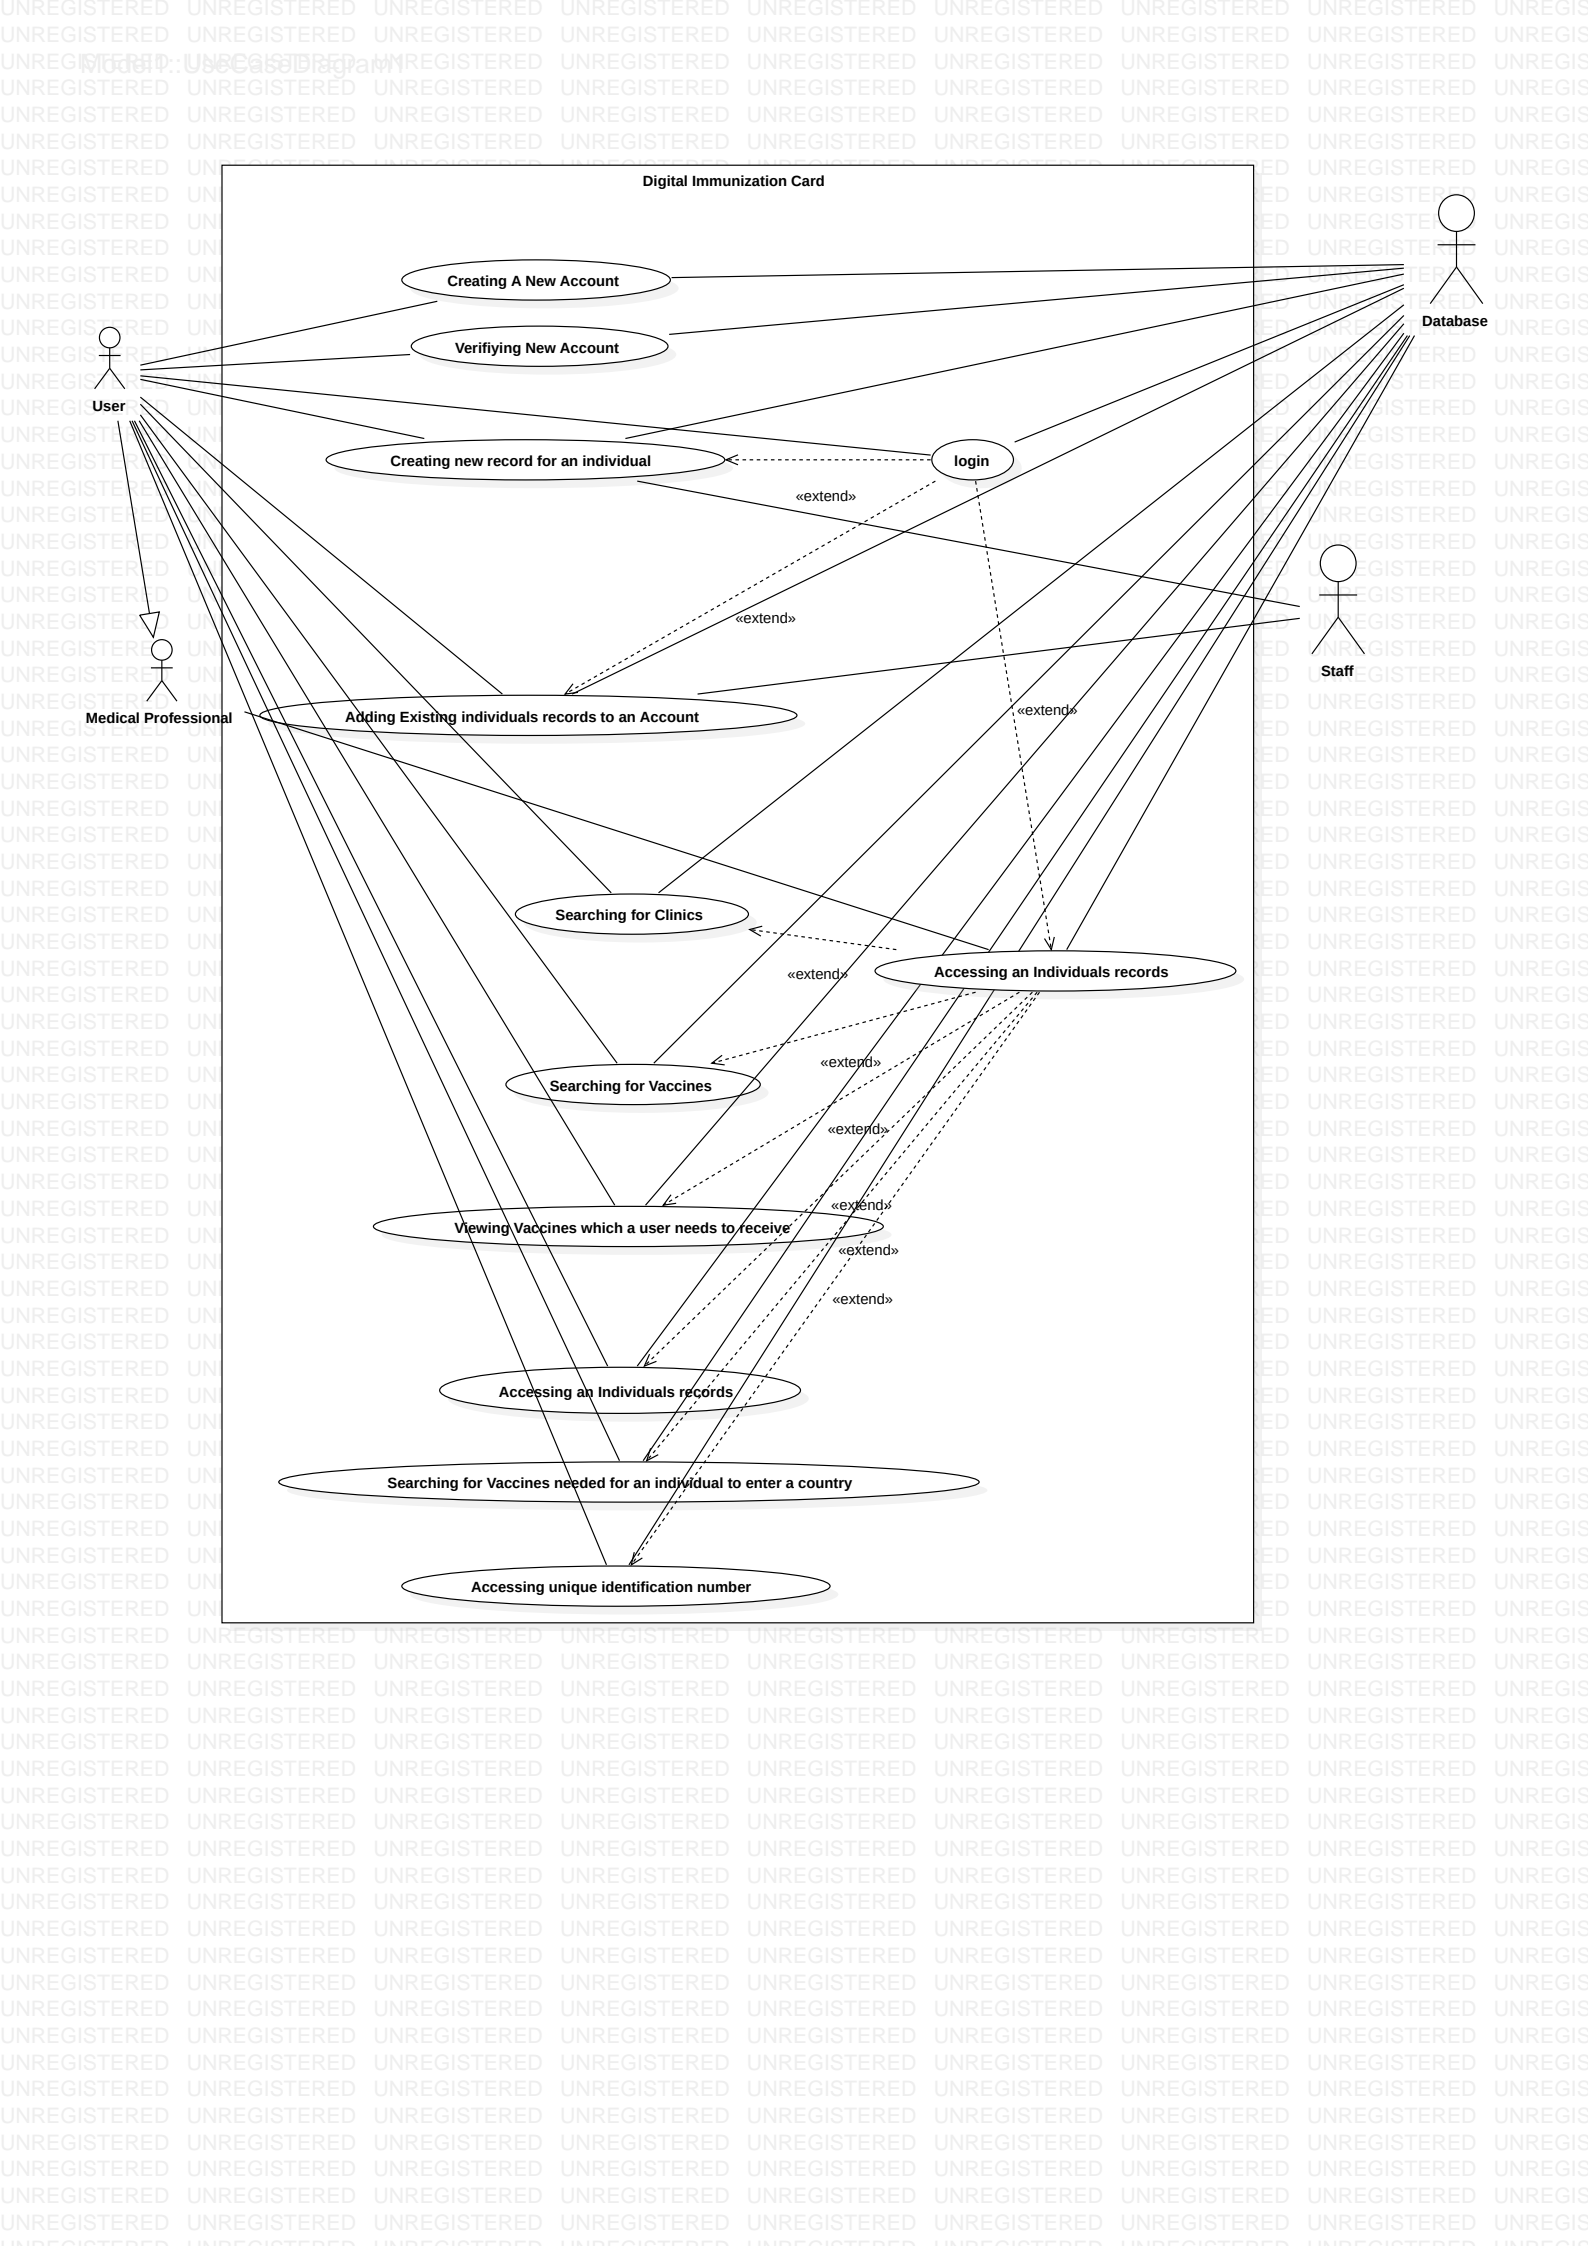 Model1::UseCaseDiagram1
Digital Immunization Card
Creating A New Account
Database
Verifiying New Account
User
Creating new record for an individual
login
«extend»
«extend»
Staff
«extend»
Medical Professional
Adding Existing individuals records to an Account
Searching for Clinics
Accessing an Individuals records
«extend»
«extend»
Searching for Vaccines
«extend»
«extend»
Viewing Vaccines which a user needs to receive
«extend»
«extend»
Accessing an Individuals records
Searching for Vaccines needed for an individual to enter a country
Accessing unique identification number
UNREGISTERED